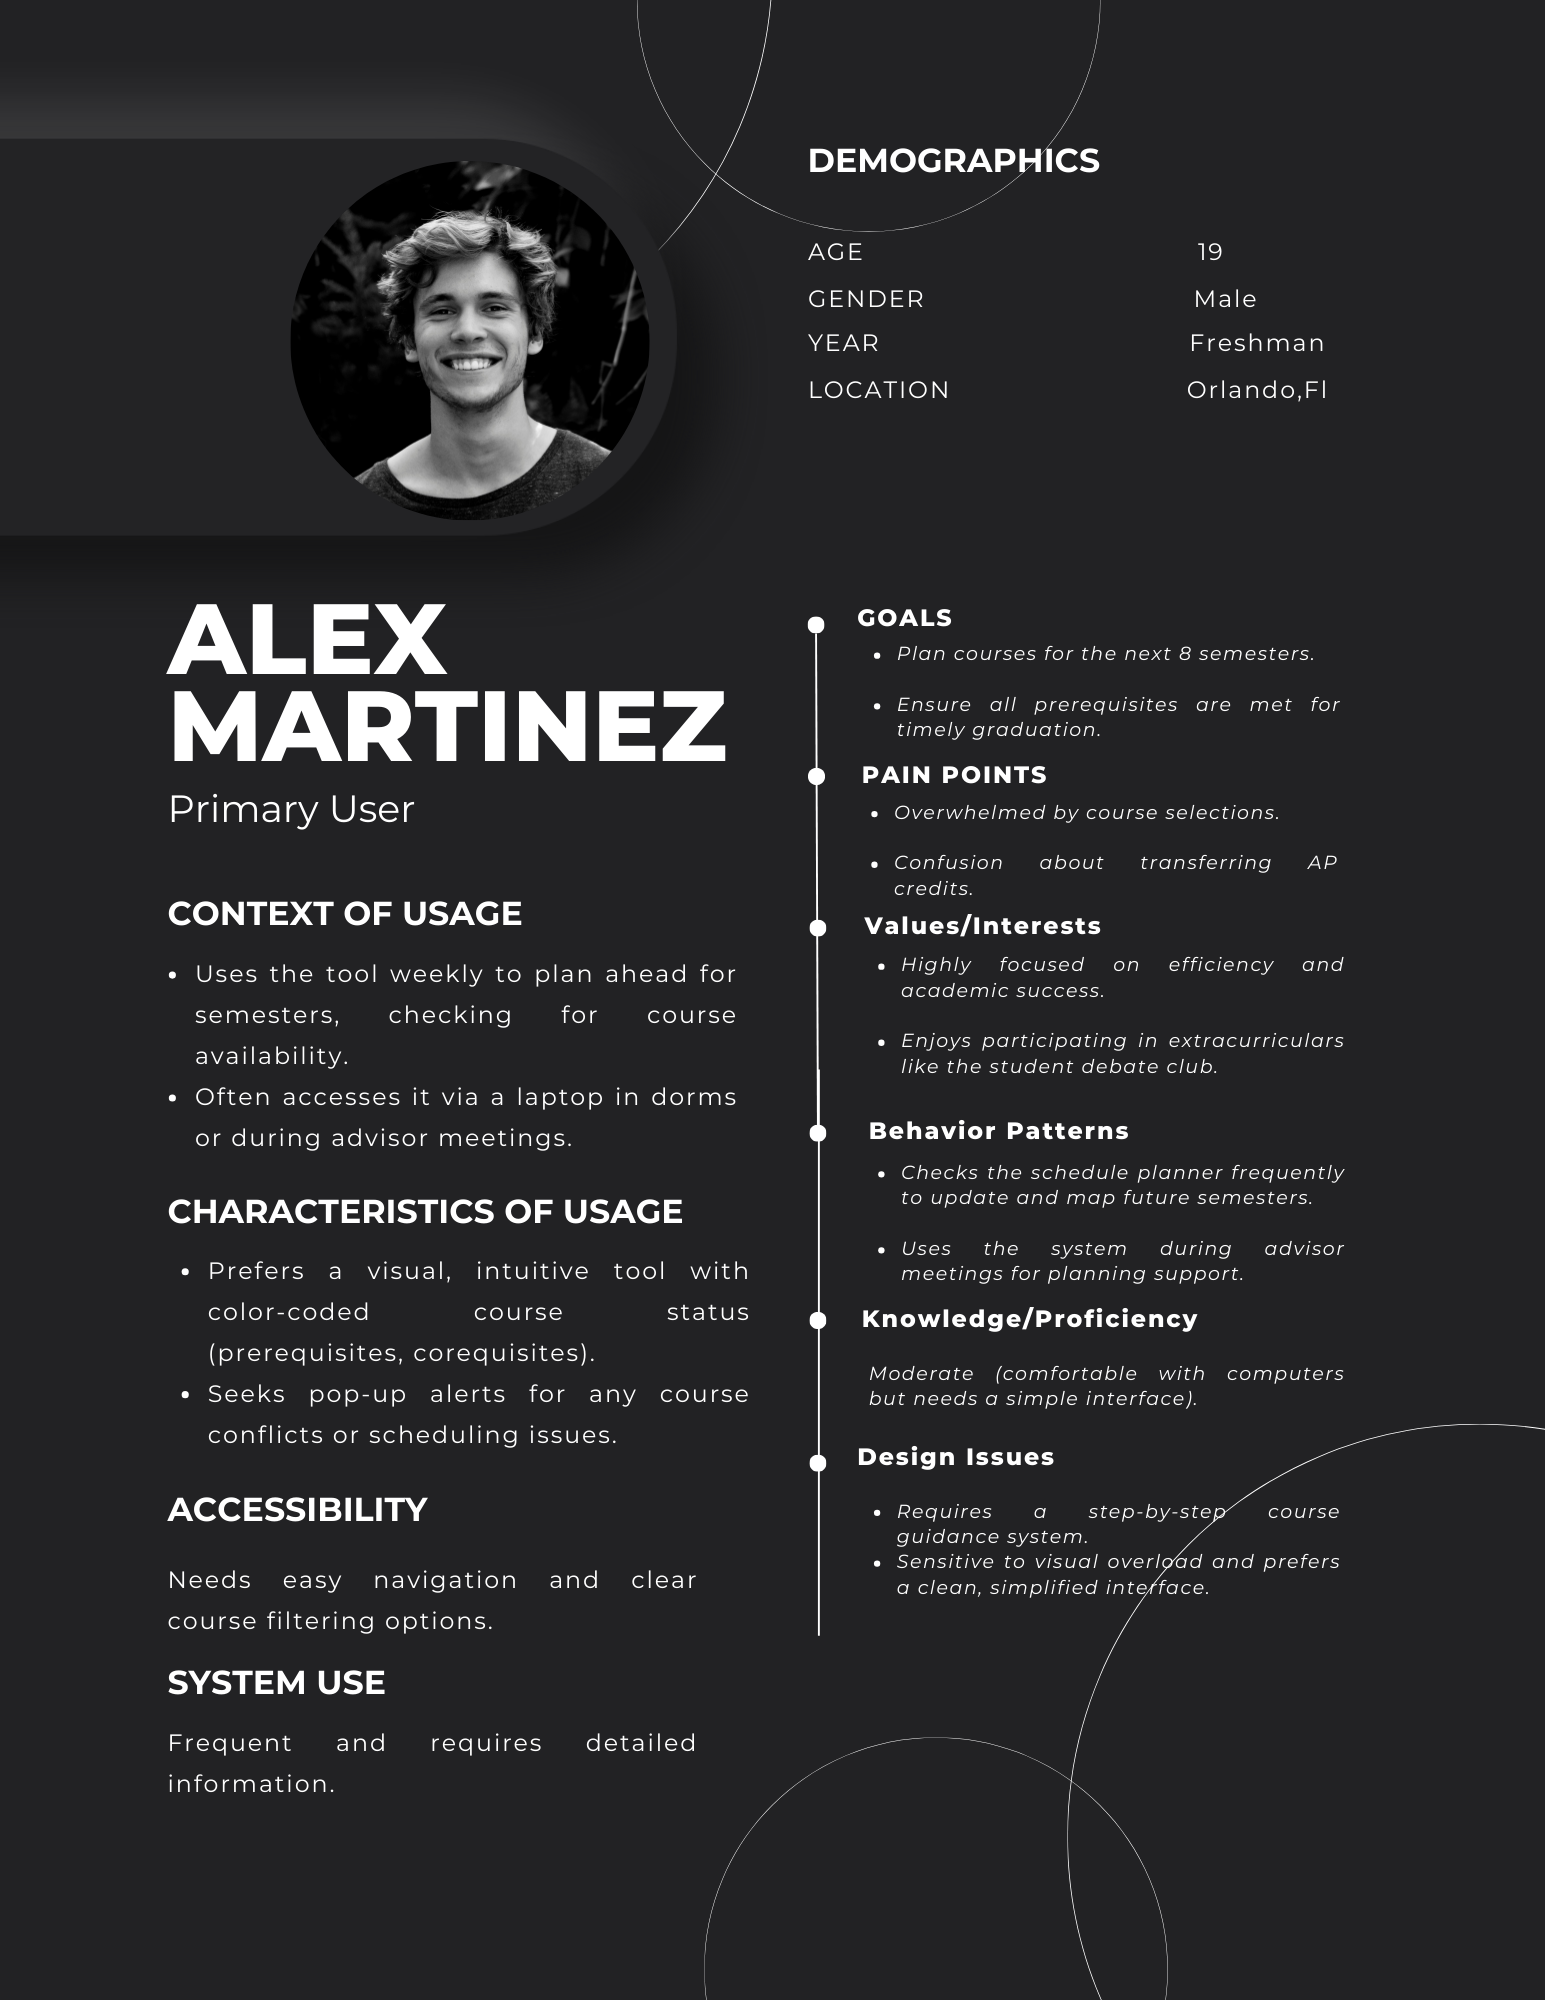 DEMOGRAPHICS
AGE 19
GENDER Male
YEAR Freshman
LOCATION Orlando,Fl
ALEX
MARTINEZ
Primary User
CONTEXT OF USAGE
• Uses the tool weekly to plan ahead for
semesters, checking for course
availability.
• Often accesses it via a laptop in dorms
or during advisor meetings.
CHARACTERISTICS OF USAGE
• Prefers a visual, intuitive tool with
color-coded course status
(prerequisites, corequisites).
• Seeks pop-up alerts for any course
conflicts or scheduling issues.
ACCESSIBILITY
Needs easy navigation and clear
course filtering options.
SYSTEM USE
Frequent and requires detailed
information.
GOALS
• Plan courses for the next 8 semesters.
• Ensure all prerequisites are met for
timely graduation.
PAIN POINTS
• Overwhelmed by course selections.
• Confusion about transferring AP
credits.
Values/Interests
• Highly focused on efficiency and
academic success.
• Enjoys participating in extracurriculars
like the student debate club.
Behavior Patterns
• Checks the schedule planner frequently
to update and map future semesters.
• Uses the system during advisor
meetings for planning support.
Knowledge/Proficiency
Moderate (comfortable with computers
but needs a simple interface).
Design Issues
• Requires a step-by-step course
guidance system.
• Sensitive to visual overload and prefers
a clean, simplified interface.